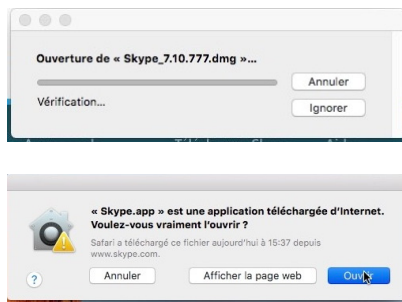 Ouverture de « Skype_7.10.777.dmg »...
Annuler
Vérification...
Ignorer
« Skype.app » est une application téléchargée d'Internet.
Voulez-vous vraiment l'ouvrir ?
Safari a téléchargé ce fichier aujourd'hui à 15:37 depuis
www.skype.com.
?
Annuler
Afficher la page web